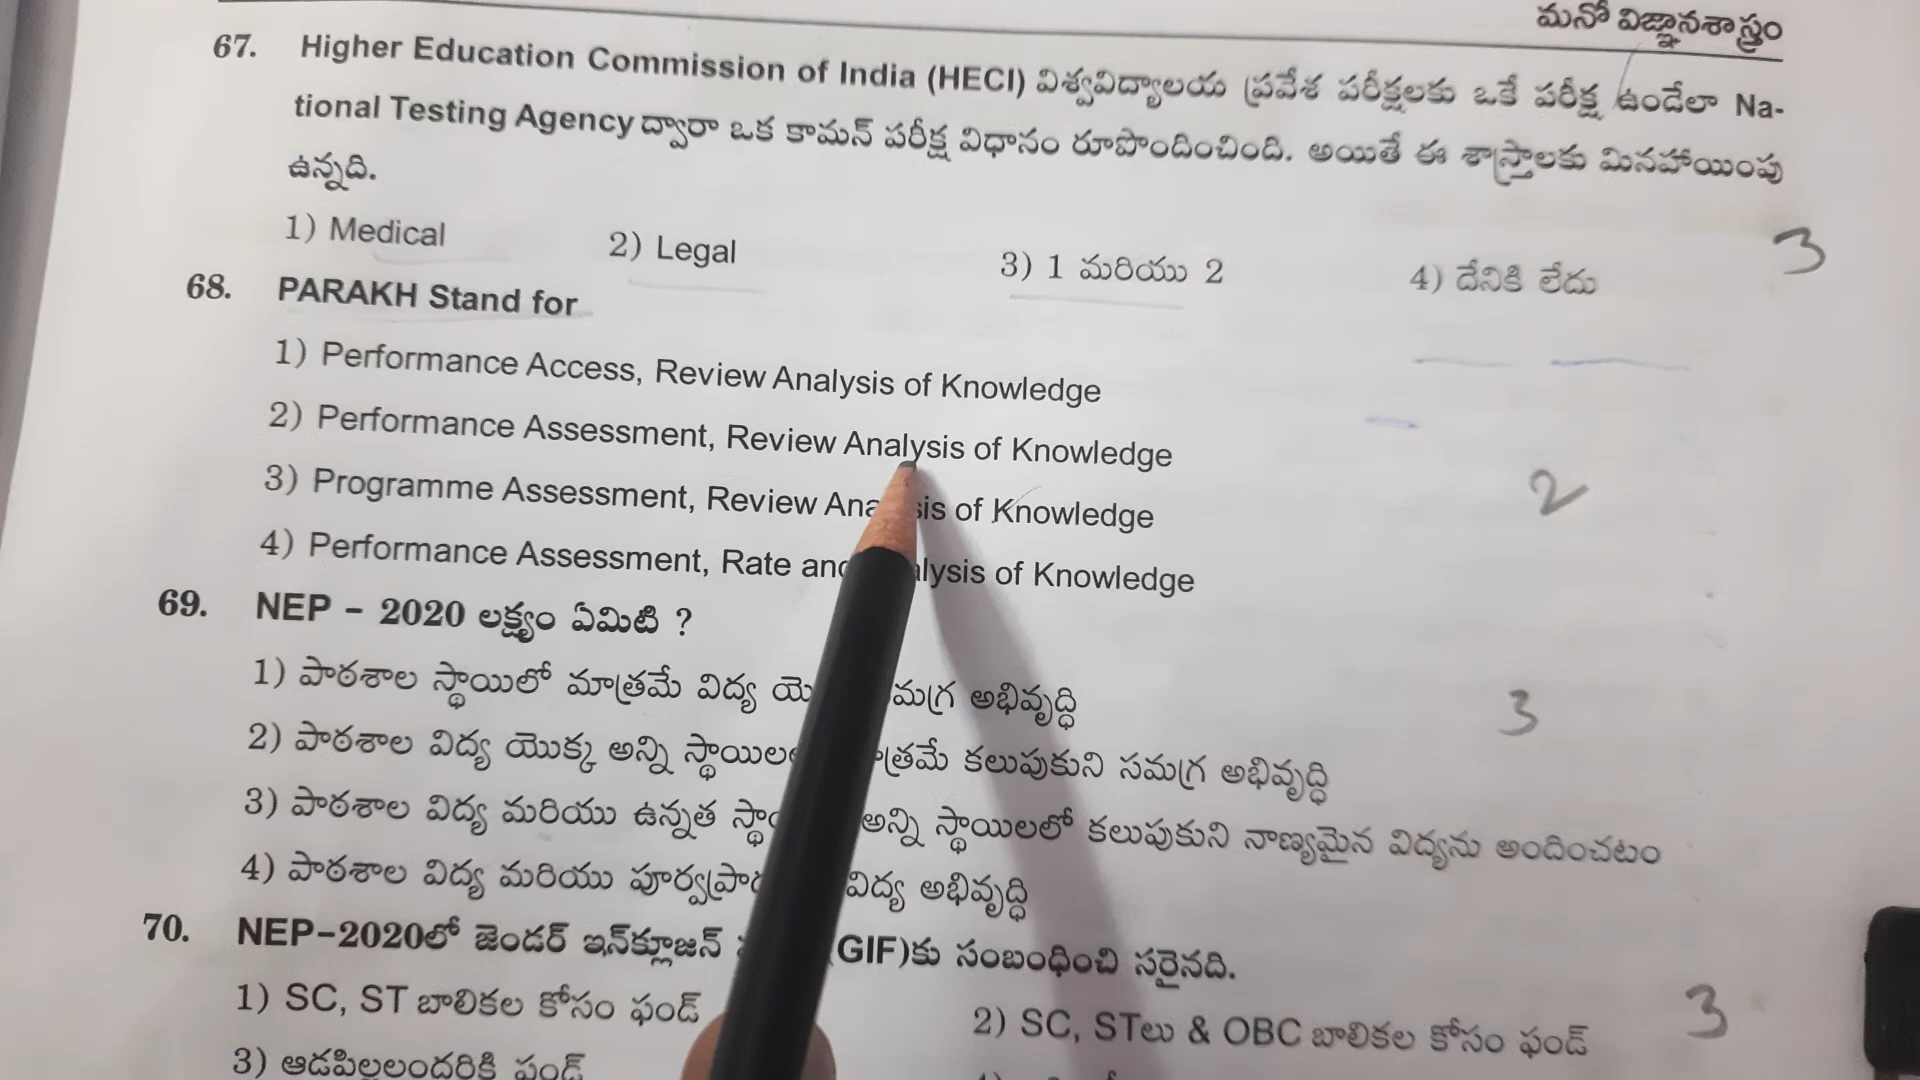 మనో విజ్ఞానశాస్త్రం
67. Higher Education Commission of India (HECI) విశ్వవిద్యాలయ ప్రవేశ పరీక్షలకు ఒకే పరీక్ష ఉండేలా Na-
tional Testing Agency ద్వారా ఒక కామన్ పరీక్ష విధానం రూపొందించింది. అయితే ఈ శాస్త్రాలకు మినహాయింపు
ఉన్నది.
1) Medical 2) Legal 3) 1 మరియు 2 4) దేనికి లేదు 3
68. PARAKH Stand for
1) Performance Access, Review Analysis of Knowledge
2) Performance Assessment, Review Analysis of Knowledge
3) Programme Assessment, Review of Knowledge 2
4) Performance Assessment, Rate of Knowledge
69. NEP - 2020 లక్ష్యం ఏమిటి ?
1) పాఠశాల స్థాయిలో మాత్రమే విద్య అభివృద్ధి 3
2) పాఠశాల విద్య యొక్క అన్ని కలుపుకుని సమగ్ర అభివృద్ధి
3) పాఠశాల విద్య మరియు ఉన్నత అన్ని స్థాయిలలో కలుపుకుని నాణ్యమైన విద్యను అందించటం
4) పాఠశాల విద్య మరియు విద్య అభివృద్ధి
70. NEP-2020లో జెండర్ ఇన్‌క్లూజన్ (GIF)కు సంబంధించి సరైనది.
1) SC, ST బాలికల కోసం ఫండ్ 2) SC, STలు & OBC బాలికల కోసం ఫండ్ 3
3) ఆడపిల్లలందరికి ఫండ్